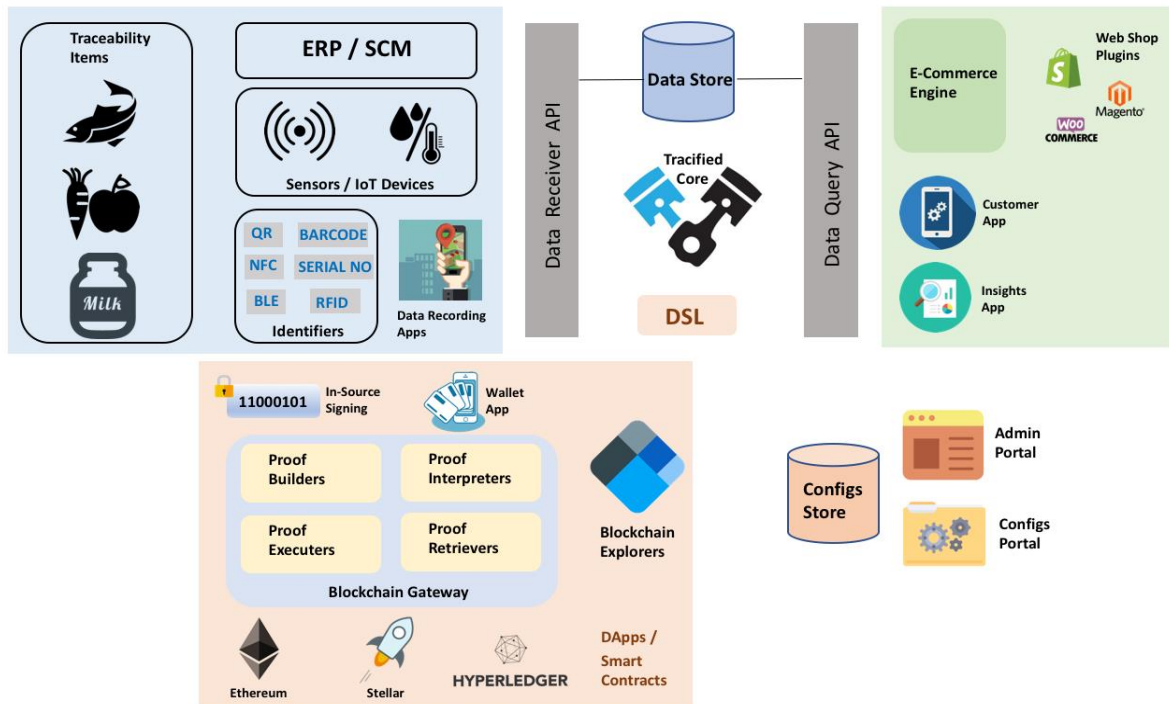 Traceability
Items
Milk
ERP / SCM
Sensors / IoT Devices
QR
BARCODE
NFC
SERIAL NO
BLE
RFID
Identifiers
Data Recording
Apps
Data Receiver API
Data Store
Tracified
Core
DSL
Data Query API
E-Commerce
Engine
Web Shop
Plugins
S
Magento
WOO
COMMERCE
Customer
App
Insights
App
11000101
In-Source
Signing
Wallet
App
Proof
Builders
Proof
Interpreters
Proof
Executers
Proof
Retrievers
Blockchain Gateway
Blockchain
Explorers
Ethereum
Stellar
HYPERLEDGER
DApps /
Smart
Contracts
Configs
Store
Admin
Portal
Configs
Portal